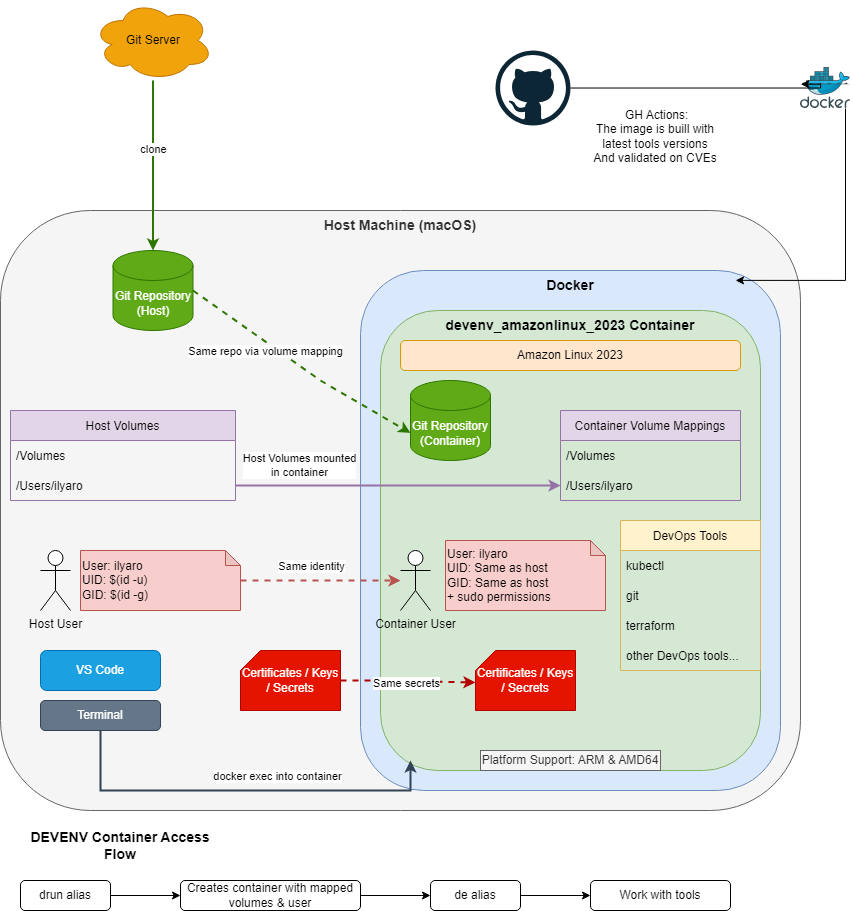 Git Server
clone
GH Actions:
The image is buill with
latest tools versions
And validated on CVEs
docker
Host Machine (macOS)
Git Repository
(Host)
Same repo via volume mapping
Docker
devenv_amazonlinux_2023 Container
Amazon Linux 2023
Git Repository
(Container)
Host Volumes
/Volumes
/Users/ilyaro
Host Volumes mounted
in container
Container Volume Mappings
/Volumes
/Users/ilyaro
User: ilyaro
UID: $(id -u)
GID: $(id -g)
Host User
Same identity
User: ilyaro
UID: Same as host
GID: Same as host
+ sudo permissions
Container User
DevOps Tools
kubectl
git
terraform
other DevOps tools...
VS Code
Terminal
Certificates / Keys
/ Secrets
Same secrets
Certificates / Keys
/ Secrets
docker exec into container
Platform Support: ARM & AMD64
DEVENV Container Access
Flow
drun alias
Creates container with mapped
volumes & user
de alias
Work with tools